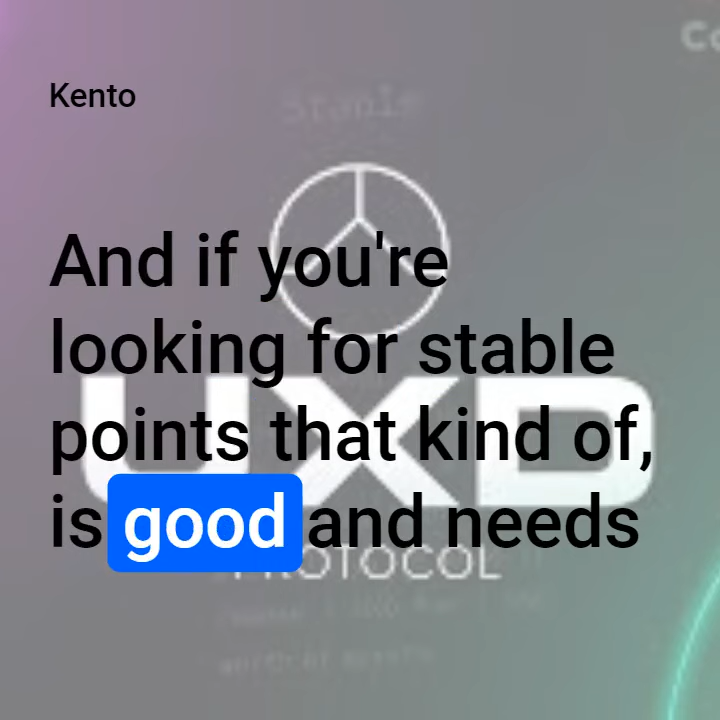 Co
Kento
Stable
And if you're
looking for stable
points that kind of,
is good and needs
UXD
PROTOCOL